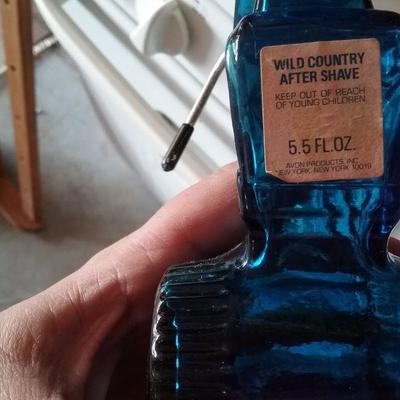 WILD COUNTRY
AFTER SHAVE
KEEP OUT OF REACH
OF YOUNG CHILDREN
5.5 FL.OZ.
AVON PRODUCTS, INC.
NEW YORK, NEW YORK 10019